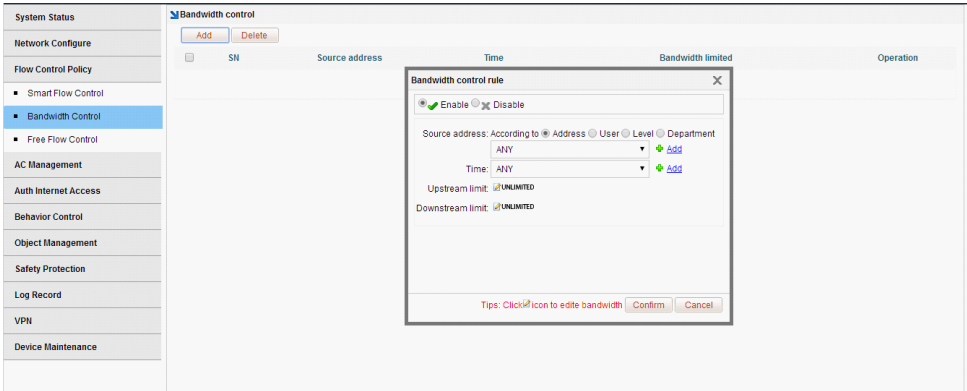 System Status
Network Configure
Flow Control Policy
Smart Flow Control
Bandwidth Control
Free Flow Control
AC Management
Auth Internet Access
Behavior Control
Object Management
Safety Protection
Log Record
VPN
Device Maintenance
Bandwidth control
Add Delete
SN Source address Time Bandwidth limited Operation
Bandwidth control rule
Enable Disable
Source address: According to Address User Level Department
ANY Add
Time: ANY Add
Upstream limit: UNLIMITED
Downstream limit: UNLIMITED
Tips: Click icon to edite bandwidth Confirm Cancel